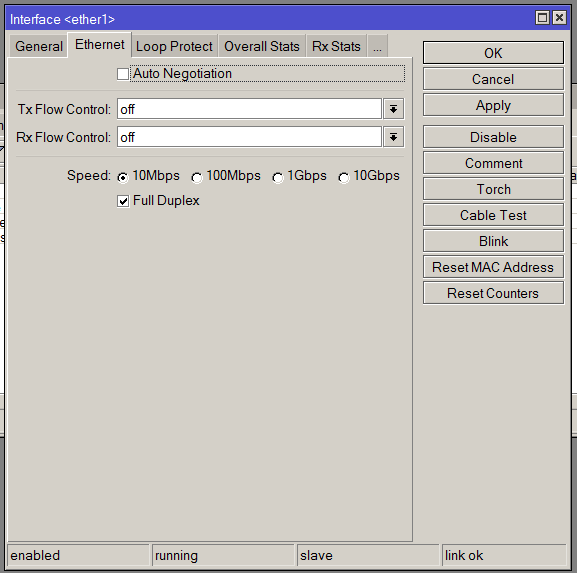 Interface <ether1>
General Ethernet Loop Protect Overall Stats Rx Stats ...
Auto Negotiation
Tx Flow Control: off
Rx Flow Control: off
Speed: 10Mbps 100Mbps 1Gbps 10Gbps
Full Duplex
OK
Cancel
Apply
Disable
Comment
Torch
Cable Test
Blink
Reset MAC Address
Reset Counters
enabled running slave link ok